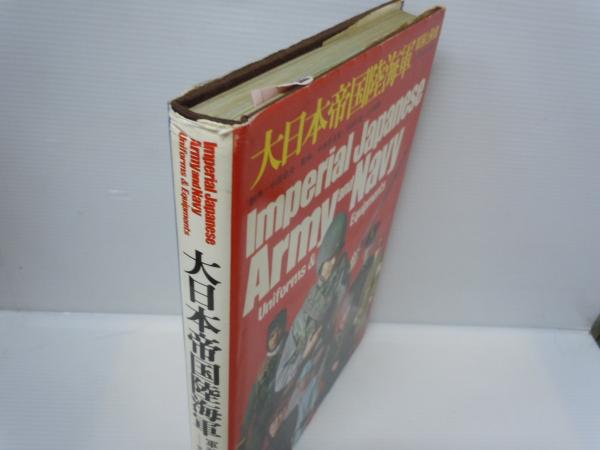 Imperial Japanese
Army and Navy
Uniforms & Equipments
大日本帝国陸海軍
大日本帝国陸海軍
Imperial Japanese
Army and Navy
Uniforms & Equipments